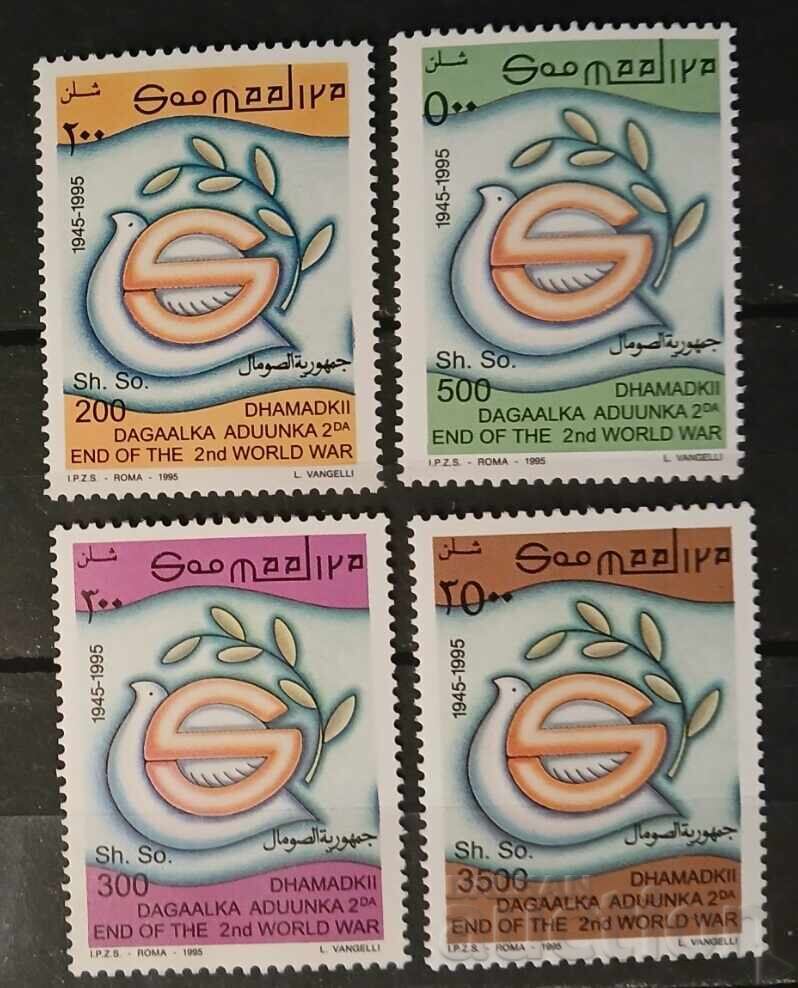 شلن Soomaaliya
٢٠٠
1945-1995
جمهورية الصومال
Sh. So.
200 DHAMADKII
DAGAALKA ADUUNKA 2DA
END OF THE 2nd WORLD WAR
I.P.Z.S. - ROMA - 1995 L. VANGELLI
شلن Soomaaliya
٥٠٠
1945-1995
جمهورية الصومال
Sh. So.
500 DHAMADKII
DAGAALKA ADUUNKA 2DA
END OF THE 2nd WORLD WAR
I.P.Z.S. - ROMA - 1995 L. VANGELLI
شلن Soomaaliya
٣٠٠
1945-1995
جمهورية الصومال
Sh. So.
300 DHAMADKII
DAGAALKA ADUUNKA 2DA
END OF THE 2nd WORLD WAR
I.P.Z.S. - ROMA - 1995 L. VANGELLI
شلن Soomaaliya
٣٥٠٠
1945-1995
جمهورية الصومال
Sh. So.
3500 DHAMADKII
DAGAALKA ADUUNKA 2DA
END OF THE 2nd WORLD WAR
I.P.Z.S. - ROMA - 1995 L. VANGELLI
auction